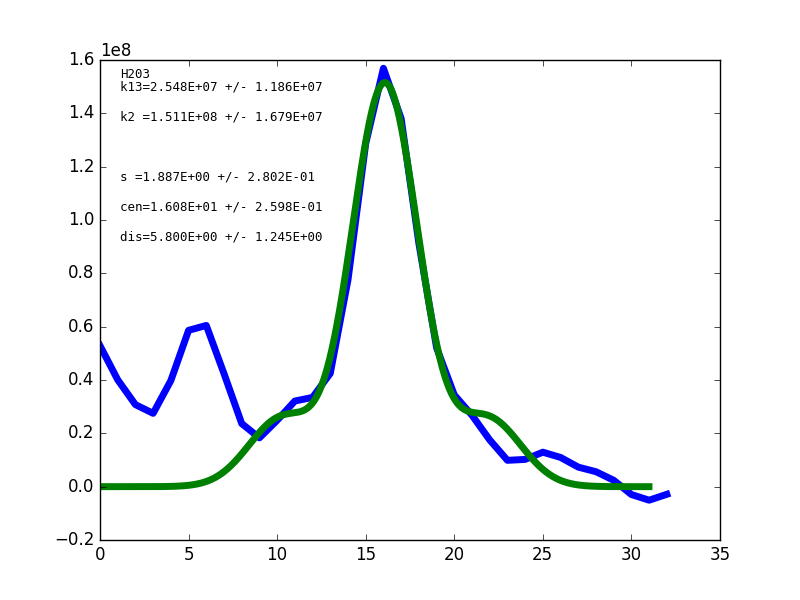 1e8
H203
k13=2.548E+07 +/- 1.186E+07
k2 =1.511E+08 +/- 1.679E+07
s =1.887E+00 +/- 2.802E-01
cen=1.608E+01 +/- 2.598E-01
dis=5.800E+00 +/- 1.245E+00
1.6
1.4
1.2
1.0
0.8
0.6
0.4
0.2
0.0
−0.2
0 5 10 15 20 25 30 35